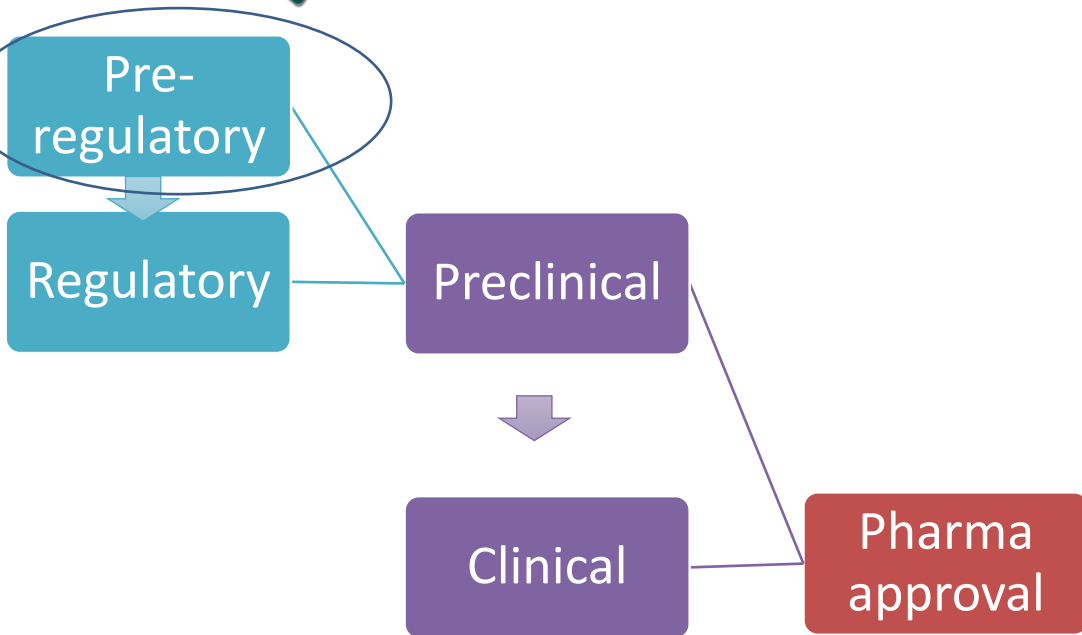 Pre-
regulatory
Regulatory
Preclinical
Clinical
Pharma
approval